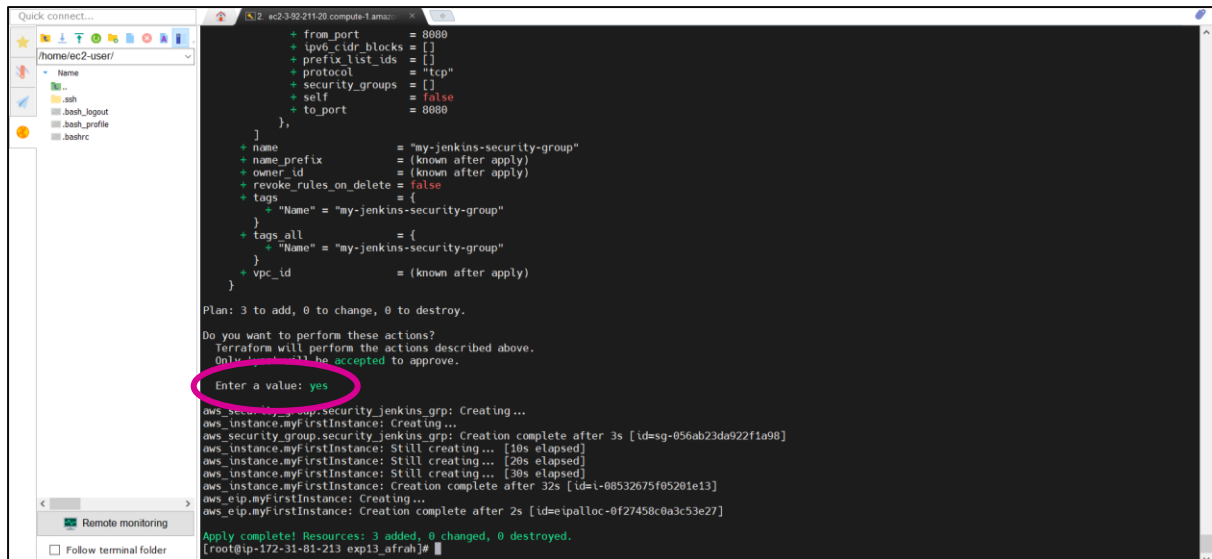 Quick connect...
2. ec2-3-92-211-20.compute-1.amazo
/home/ec2-user/
Name
..
.ssh
.bash_logout
.bash_profile
.bashrc
+ from_port = 8080
+ ipv6_cidr_blocks = []
+ prefix_list_ids = []
+ protocol = "tcp"
+ security_groups = []
+ self = false
+ to_port = 8080
},
]
+ name = "my-jenkins-security-group"
+ name_prefix = (known after apply)
+ owner_id = (known after apply)
+ revoke_rules_on_delete = false
+ tags = {
+ "Name" = "my-jenkins-security-group"
}
+ tags_all = {
+ "Name" = "my-jenkins-security-group"
}
+ vpc_id = (known after apply)
}
Plan: 3 to add, 0 to change, 0 to destroy.
Do you want to perform these actions?
Terraform will perform the actions described above.
Only will be accepted to approve.
Enter a value: yes
aws_security_group.security_jenkins_grp: Creating...
aws_instance.myFirstInstance: Creating...
aws_security_group.security_jenkins_grp: Creation complete after 3s [id=sg-056ab23da922f1a98]
aws_instance.myFirstInstance: Still creating... [10s elapsed]
aws_instance.myFirstInstance: Still creating... [20s elapsed]
aws_instance.myFirstInstance: Still creating... [30s elapsed]
aws_instance.myFirstInstance: Creation complete after 32s [id=i-08532675f05201e13]
aws_eip.myFirstInstance: Creating...
aws_eip.myFirstInstance: Creation complete after 2s [id=eipalloc-0f27458c0a3c53e27]
Apply complete! Resources: 3 added, 0 changed, 0 destroyed.
[root@ip-172-31-81-213 exp13_afrah]#
Remote monitoring
Follow terminal folder